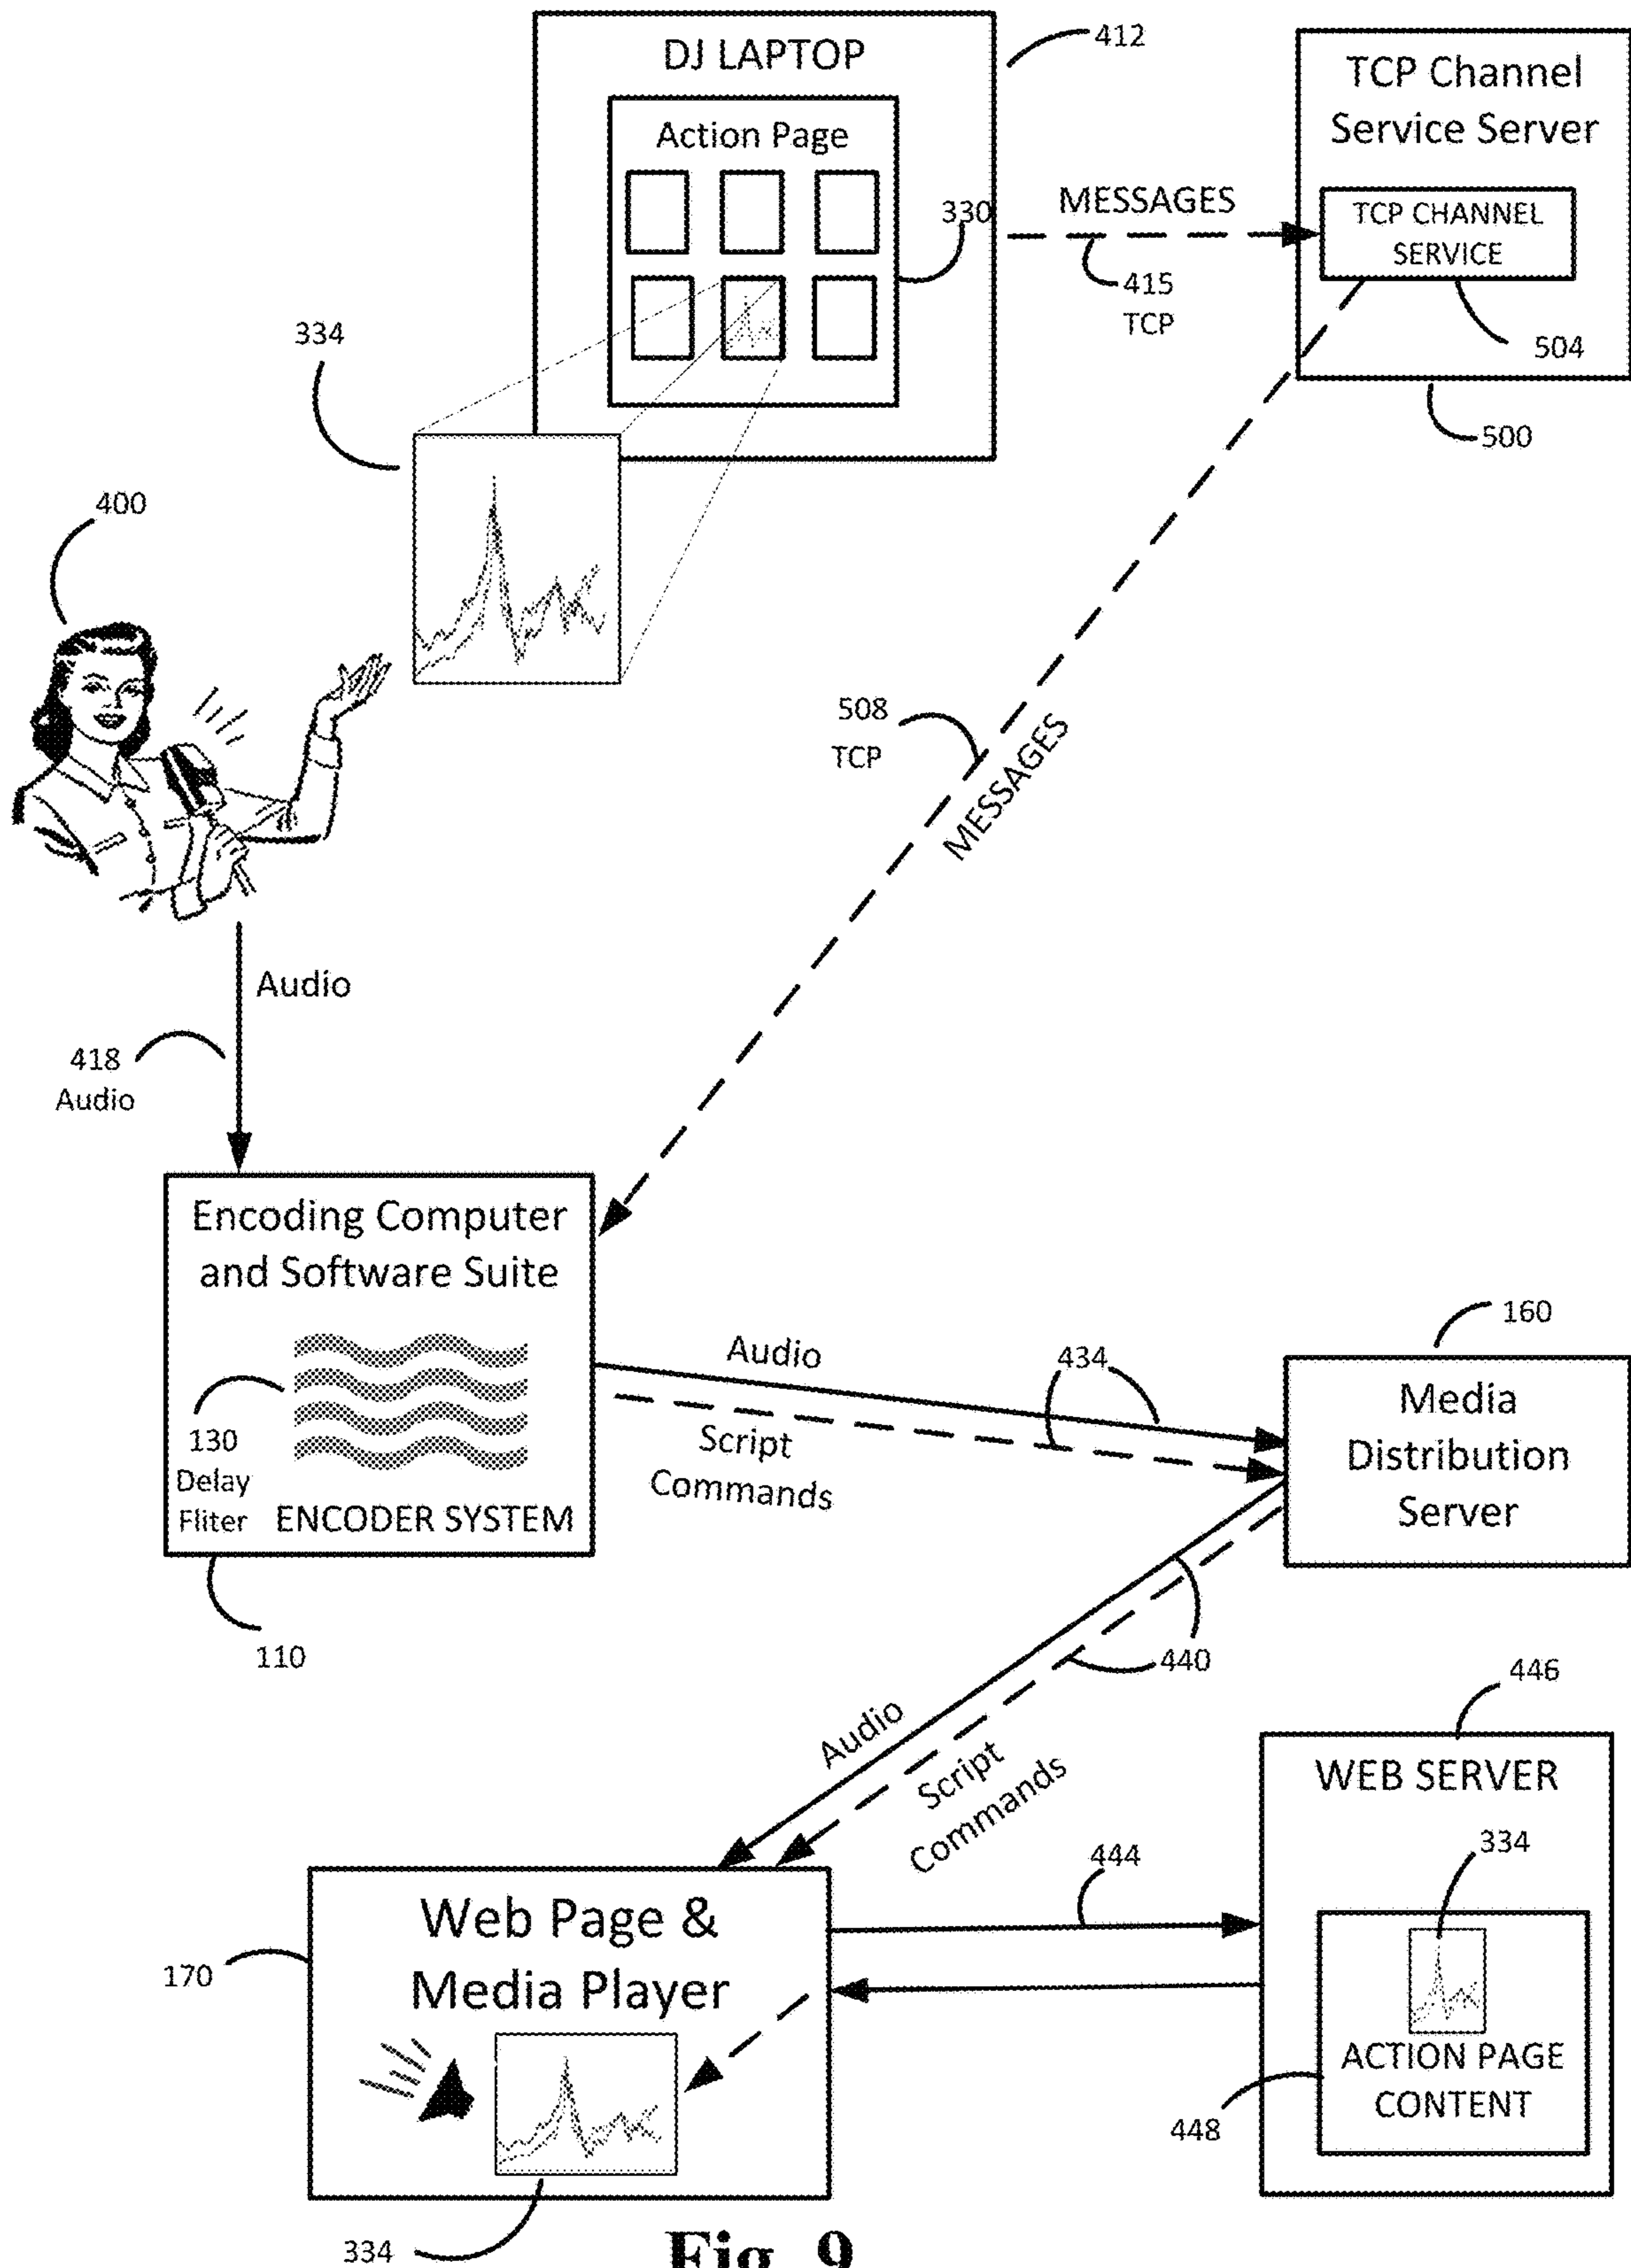 DJ LAPTOP
412
Action Page
330
TCP Channel
Service Server
MESSAGES
TCP CHANNEL
SERVICE
415
TCP
504
500
334
400
508
TCP
MESSAGES
Audio
418
Audio
Encoding Computer
and Software Suite
130
Delay
Fliter
ENCODER SYSTEM
110
Audio
434
Script
Commands
160
Media
Distribution
Server
440
Audio
Script
Commands
446
WEB SERVER
334
ACTION PAGE
CONTENT
448
444
Web Page &
Media Player
170
334
Fig. 9